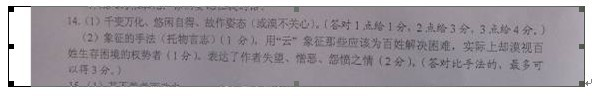 14.(1)千变万化、悠闲自得、故作姿态(或漠不关心)。(答对1点给1分,2点给3分,3点给4分。)
(2)象征的手法(托物言志)(1分),用“云”象征那些应该为百姓解决困难,实际上却漠视百
姓生存困境的权势者(1分),表达了作者失望、憎恶、怨愤之情(2分)。(答对比手法的,最多可
以得3分。)